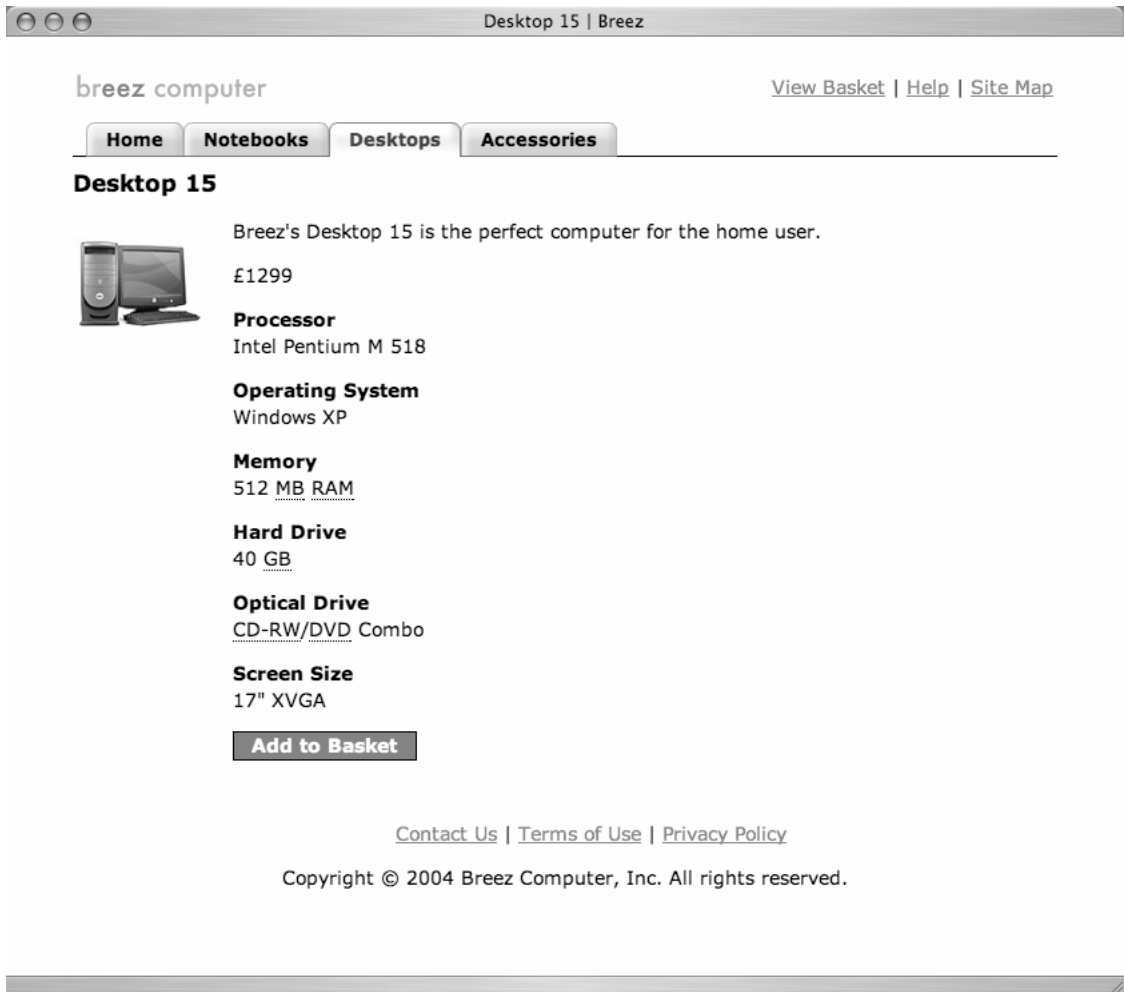 Desktop 15 | Breez
breez computer
View Basket | Help | Site Map
Home Notebooks Desktops Accessories
Desktop 15
Breez's Desktop 15 is the perfect computer for the home user.
£1299
Processor
Intel Pentium M 518
Operating System
Windows XP
Memory
512 MB RAM
Hard Drive
40 GB
Optical Drive
CD-RW/DVD Combo
Screen Size
17" XVGA
Add to Basket
Contact Us | Terms of Use | Privacy Policy
Copyright © 2004 Breez Computer, Inc. All rights reserved.